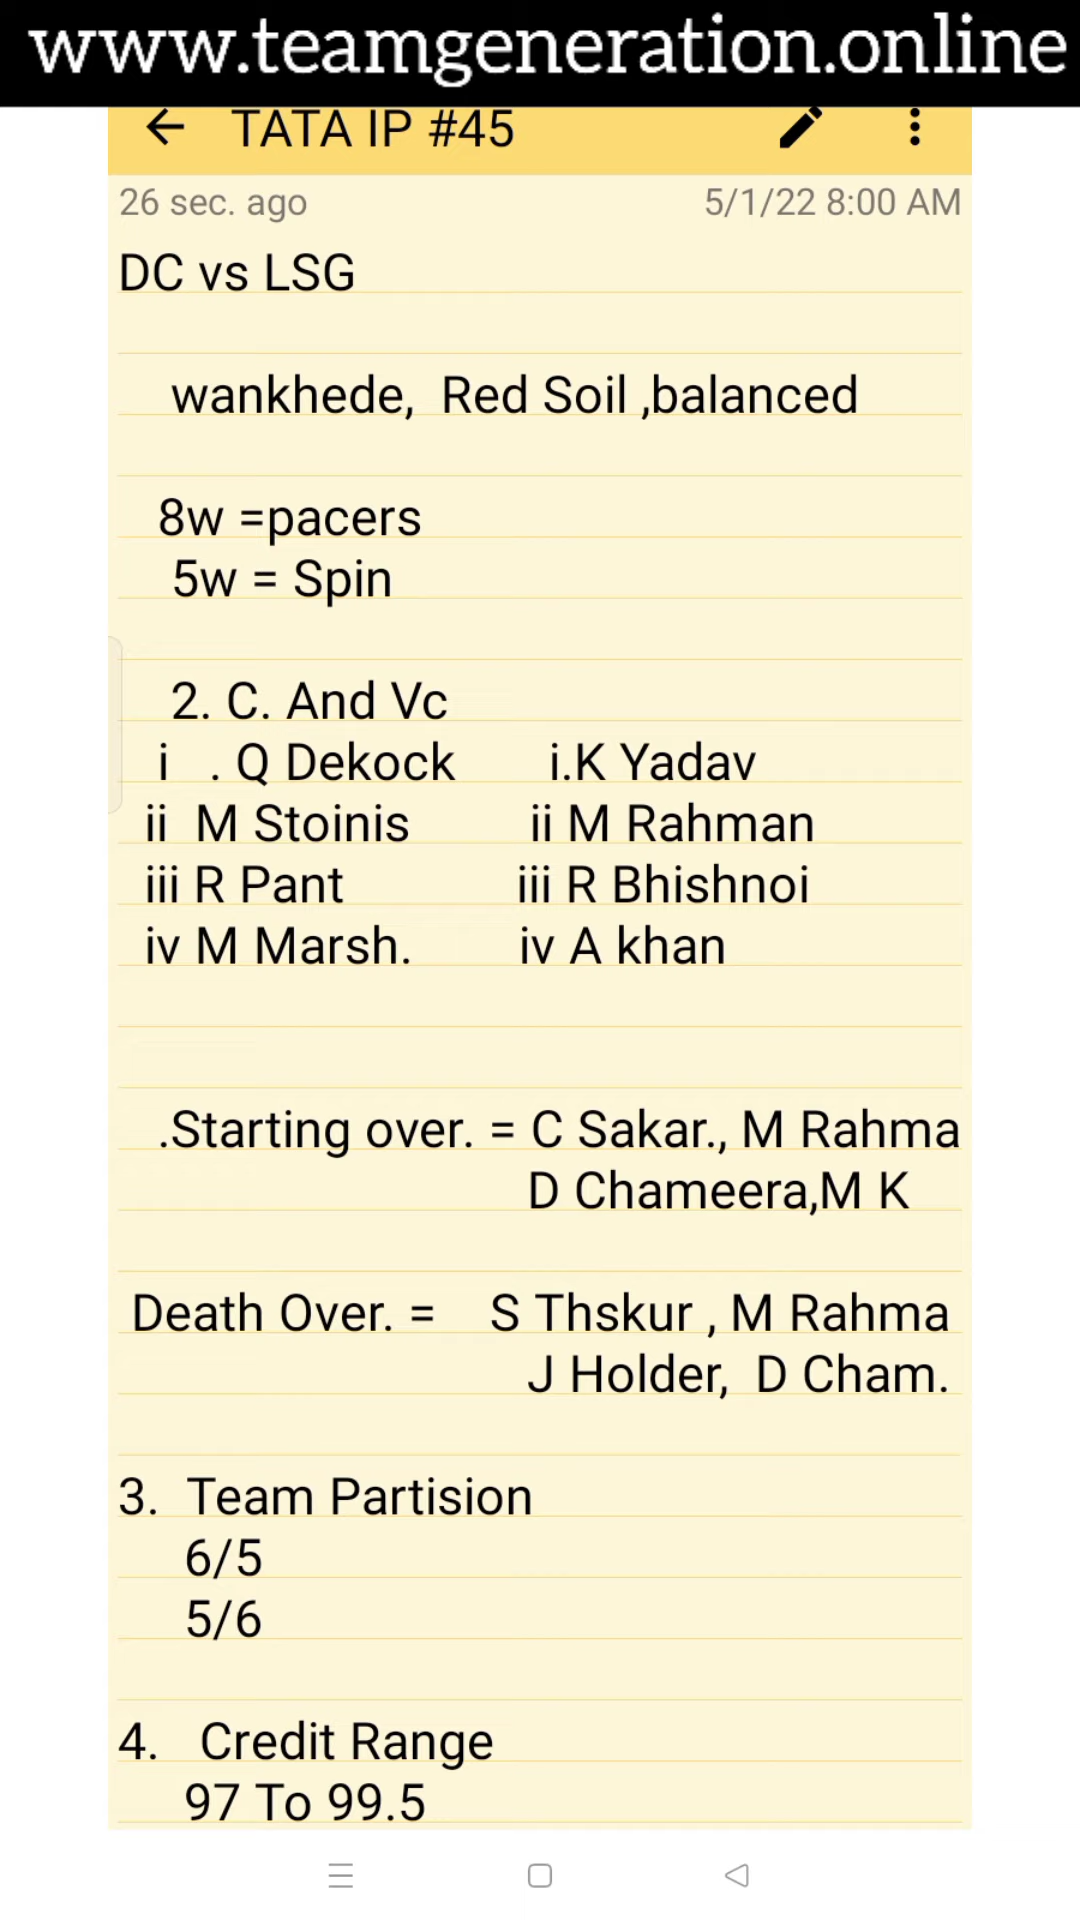 www.teamgeneration.online
TATA IP #45
26 sec. ago 5/1/22 8:00 AM
DC vs LSG
wankhede, Red Soil ,balanced
8w =pacers
5w = Spin
2. C. And Vc
i . Q Dekock i.K Yadav
ii M Stoinis ii M Rahman
iii R Pant iii R Bhishnoi
iv M Marsh. iv A khan
.Starting over. = C Sakar., M Rahma
D Chameera,M K
Death Over. = S Thskur , M Rahma
J Holder, D Cham.
3. Team Partision
6/5
5/6
4. Credit Range
97 To 99.5